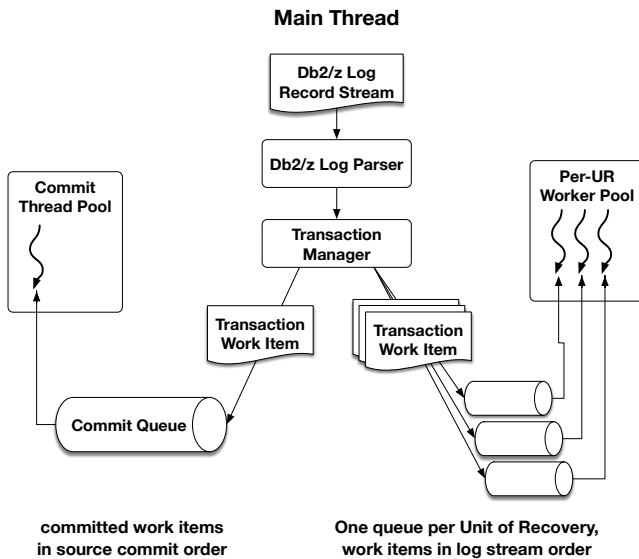 Main Thread
Db2/z Log
Record Stream
Db2/z Log Parser
Commit
Thread Pool
Per-UR
Worker Pool
Transaction
Manager
Transaction
Work Item
Transaction
Work Item
Commit Queue
committed work items
in source commit order
One queue per Unit of Recovery,
work items in log stream order